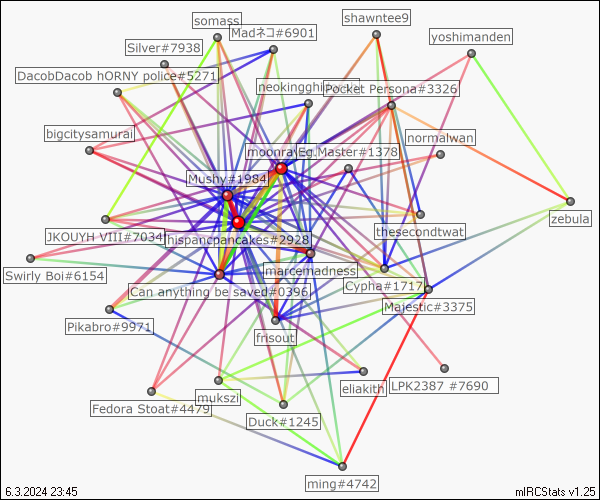 somass
Madネコ#6901
shawntee9
yoshimanden
Silver#7938
DacobDacob hORNY police#5271
Pocket Persona#3326
bigcitysamurai
normalwan
Eg.Master#1378
Mushy#1984
zebula
thesecondtwat
JKOUYH VIII#7034
hispancpancakes#2928
marcemadness
Swirly Boi#6154
Cypha#1717
Can anything be saved#0396
Majestic#3375
Pikabro#9971
frisout
LPK2387 #7690
eliakith
mukszi
Fedora Stoat#4479
Duck#1245
ming#4742
6.3.2024 23:45
mIRCStats v1.25